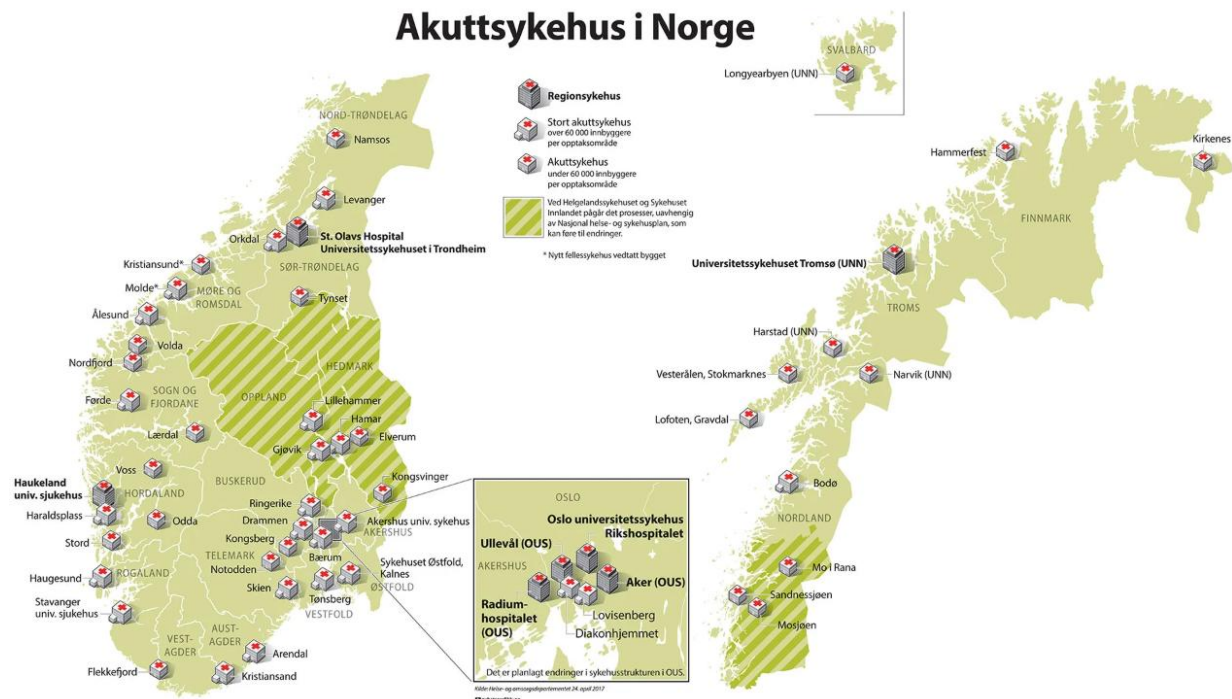 Akuttsykehus i Norge
Regionsykehus
Stort akuttsykehus
over 60 000 innbyggere
per opptaksområde
Akuttsykehus
under 60 000 innbyggere
per opptaksområde
Ved Helgelandssykehuset og Sykehuset
Innlandet pågår det prosesser, uavhengig
av Nasjonal helse- og sykehusplan, som
kan føre til endringer.
* Nytt fellessykehus vedtatt bygget
NORD-TRØNDELAG
Namsos
Levanger
Orkdal
St. Olavs Hospital
Universitetssykehuset i Trondheim
Kristiansund*
SØR-TRØNDELAG
Molde*
MØRE OG
ROMSDAL
Tynset
Ålesund
Volda
Nordfjord
HEDMARK
OPPLAND
SOGN OG
FJORDANE
Førde
Lillehammer
Hamar
Lærdal
Elverum
Gjøvik
Voss
Kongsvinger
BUSKERUD
Haukeland
univ. sjukehus
HORDALAND
Ringerike
Haraldsplass
Odda
Drammen
Akershus univ. sykehus
AKERSHUS
Stord
Kongsberg
TELEMARK
Bærum
Notodden
Sykehuset Østfold,
Kalnes
ØSTFOLD
Haugesund
ROGALAND
Skien
Tønsberg
VESTFOLD
Stavanger
univ. sjukehus
AUST-
AGDER
VEST-
AGDER
Arendal
Flekkefjord
Kristiansand
OSLO
Oslo universitetssykehus
Rikshospitalet
Ullevål (OUS)
AKERSHUS
Aker (OUS)
Radium-
hospitalet
(OUS)
Lovisenberg
Diakonhjemmet
Det er planlagt endringer i sykehusstrukturen i OUS.
Kilde: Helse- og omsorgsdepartementet 24. april 2017
SVALBARD
Longyearbyen (UNN)
Kirkenes
Hammerfest
FINNMARK
Universitetssykehuset Tromsø (UNN)
TROMS
Harstad (UNN)
Vesterålen, Stokmarknes
Narvik (UNN)
Lofoten, Gravdal
Bodø
NORDLAND
Mo i Rana
Sandnessjøen
Mosjøen